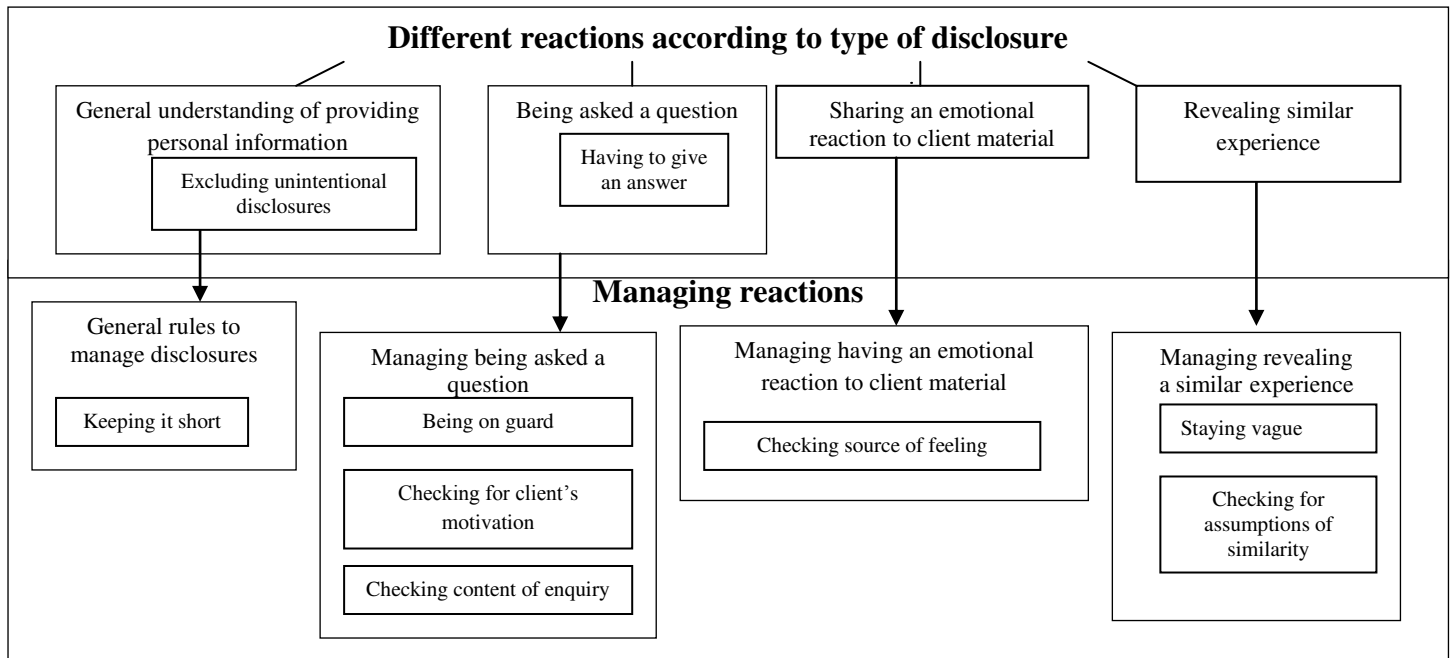 Different reactions according to type of disclosure
General understanding of providing
personal information
Excluding unintentional
disclosures
Being asked a question
Having to give
an answer
Sharing an emotional
reaction to client material
Revealing similar
experience
Managing reactions
General rules to
manage disclosures
Keeping it short
Managing being asked a
question
Being on guard
Checking for client’s
motivation
Checking content of enquiry
Managing having an emotional
reaction to client material
Checking source of feeling
Managing revealing
a similar experience
Staying vague
Checking for
assumptions of
similarity